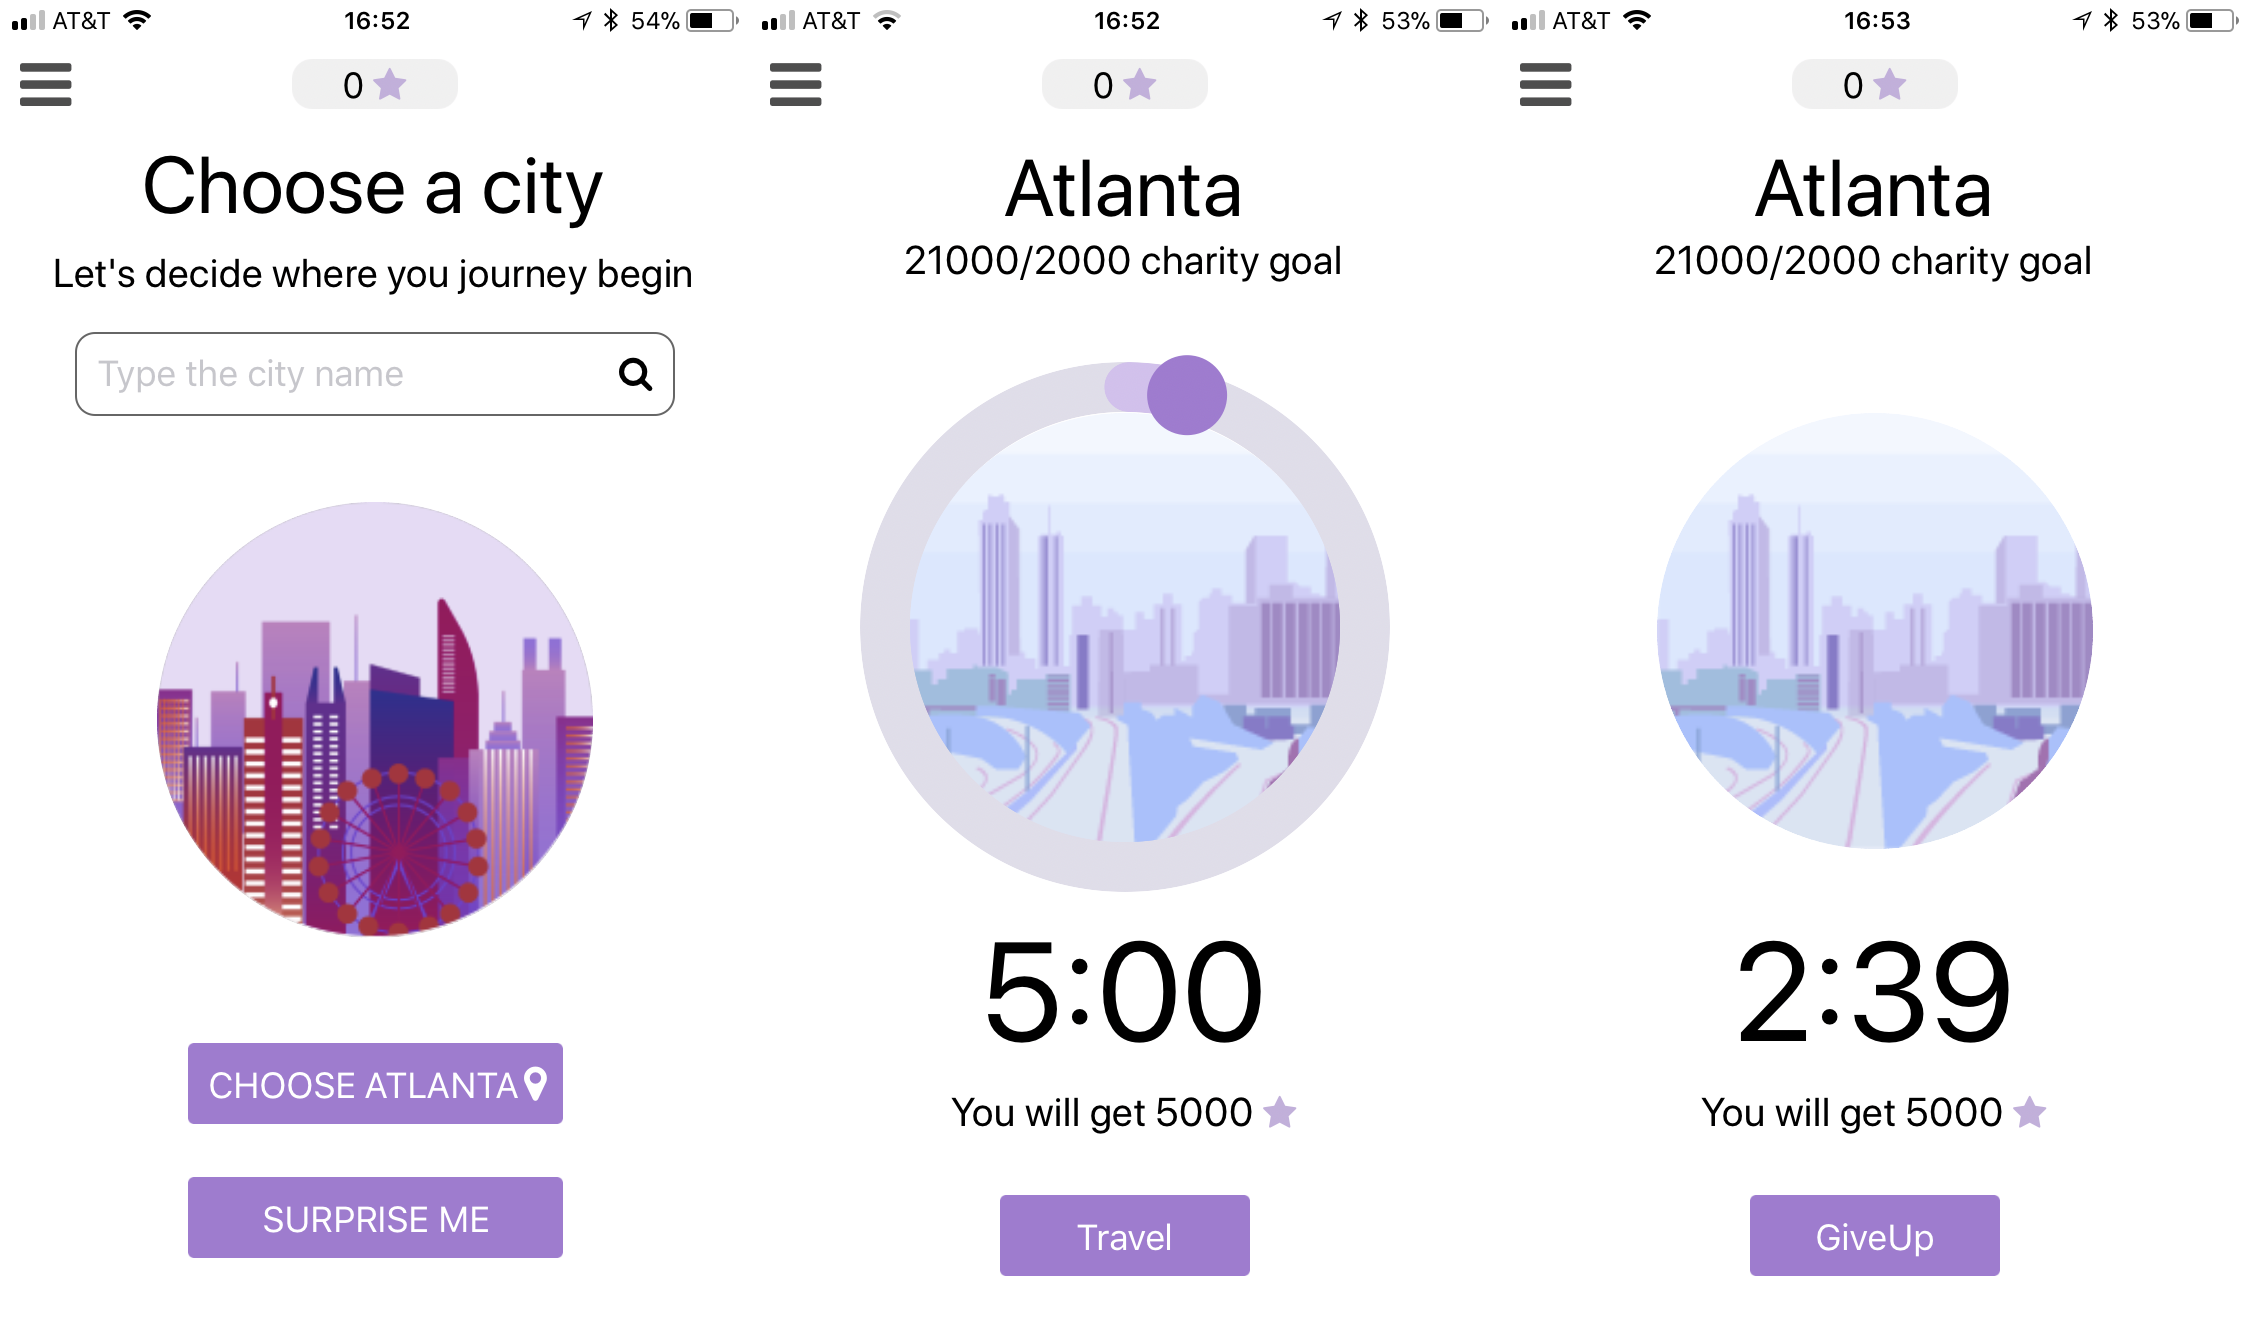 AT&T 16:52 54%
0
Choose a city
Let's decide where you journey begin
Type the city name
CHOOSE ATLANTA
SURPRISE ME
AT&T 16:52 53%
0
Atlanta
21000/2000 charity goal
5:00
You will get 5000
Travel
AT&T 16:53 53%
0
Atlanta
21000/2000 charity goal
2:39
You will get 5000
GiveUp